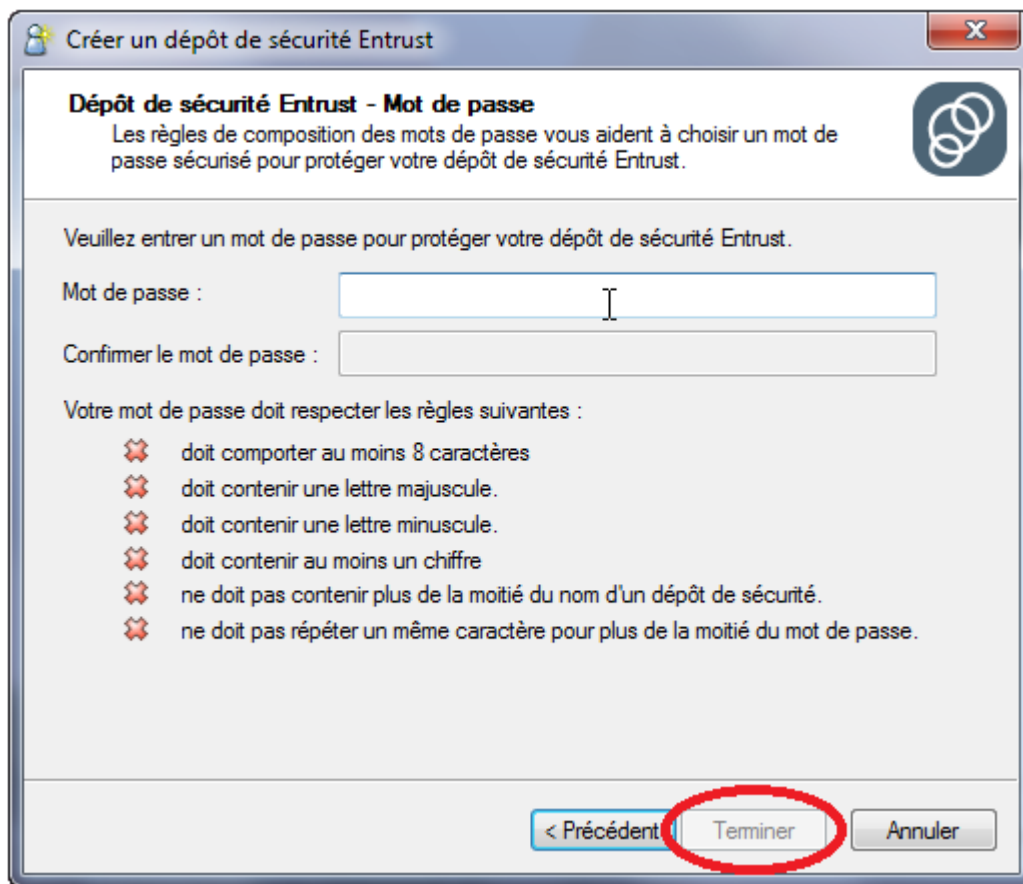 Créer un dépôt de sécurité Entrust
Dépôt de sécurité Entrust - Mot de passe
Les règles de composition des mots de passe vous aident à choisir un mot de
passe sécurisé pour protéger votre dépôt de sécurité Entrust.
Veuillez entrer un mot de passe pour protéger votre dépôt de sécurité Entrust.
Mot de passe :
Confirmer le mot de passe :
Votre mot de passe doit respecter les règles suivantes :
doit comporter au moins 8 caractères
doit contenir une lettre majuscule.
doit contenir une lettre minuscule.
doit contenir au moins un chiffre
ne doit pas contenir plus de la moitié du nom d'un dépôt de sécurité.
ne doit pas répéter un même caractère pour plus de la moitié du mot de passe.
< Précédent Terminer Annuler